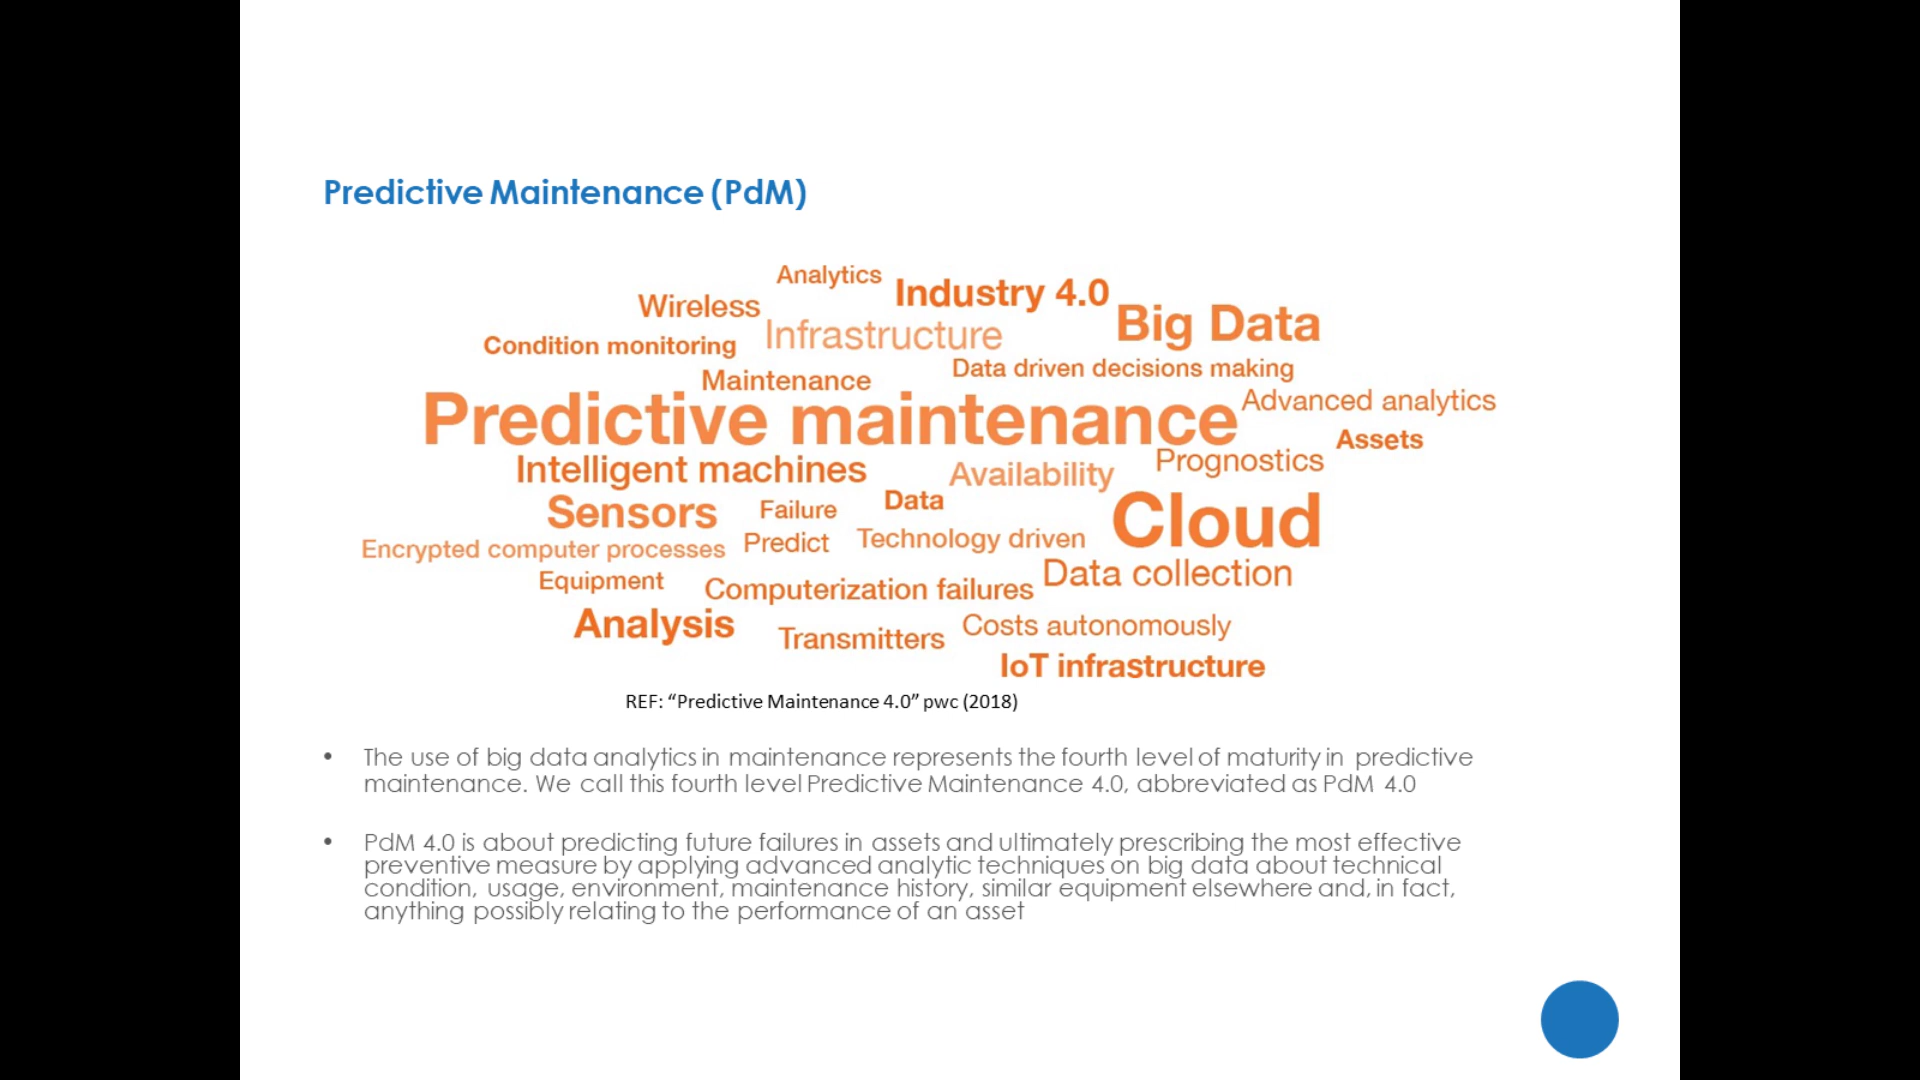 Predictive Maintenance (PdM)
Analytics
Industry 4.0
Wireless
Infrastructure
Big Data
Condition monitoring
Data driven decisions making
Maintenance
Predictive maintenance
Advanced analytics
Assets
Intelligent machines
Availability
Prognostics
Sensors
Failure
Data
Cloud
Encrypted computer processes
Predict
Technology driven
Equipment
Computerization failures
Data collection
Analysis
Transmitters
Costs autonomously
IoT infrastructure
REF: “Predictive Maintenance 4.0” pwc (2018)
• The use of big data analytics in maintenance represents the fourth level of maturity in predictive
maintenance. We call this fourth level Predictive Maintenance 4.0, abbreviated as PdM 4.0
• PdM 4.0 is about predicting future failures in assets and ultimately prescribing the most effective
preventive measure by applying advanced analytic techniques on big data about technical
condition, usage, environment, maintenance history, similar equipment elsewhere and, in fact,
anything possibly relating to the performance of an asset